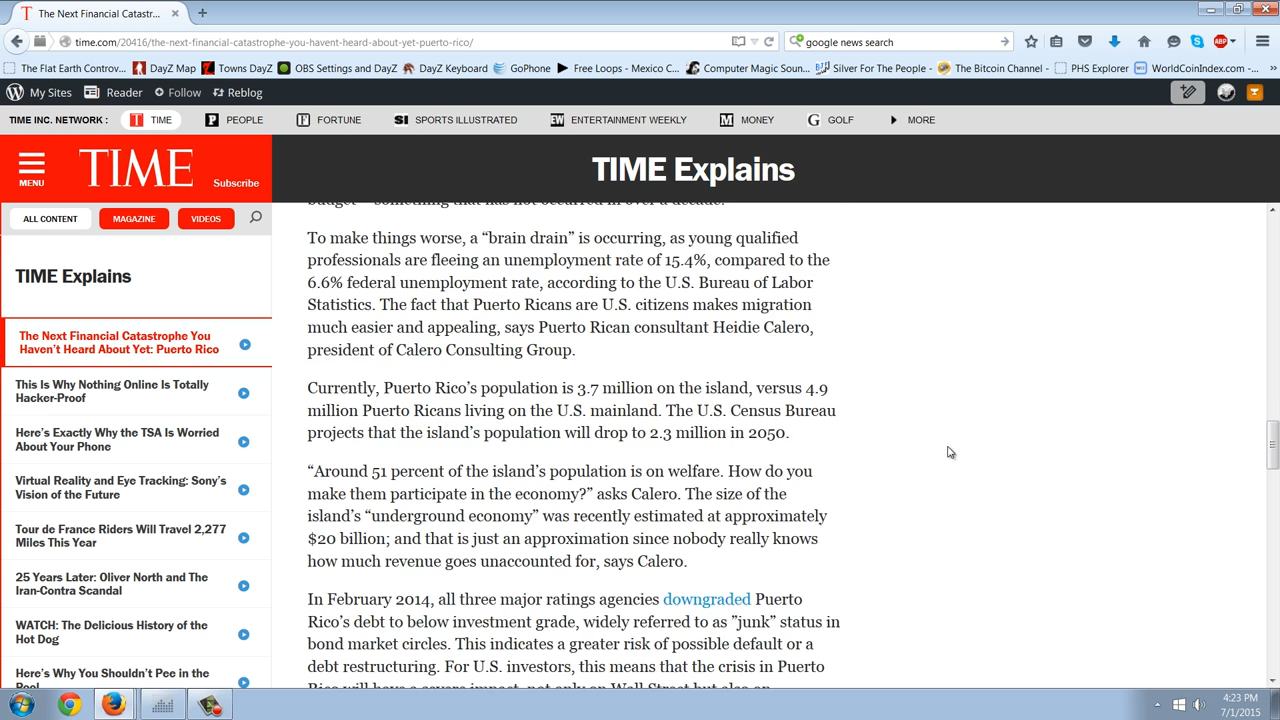 The Next Financial Catastr...
time.com/20416/the-next-financial-catastrophe-you-havent-heard-about-yet-puerto-rico/
google news search
ABP
The Flat Earth Controv... DayZ Map Towns DayZ OBS Settings and DayZ DayZ Keyboard GoPhone Free Loops - Mexico C... Computer Magic Soun... Silver For The People - The Bitcoin Channel - PHS Explorer WorldCoinIndex.com -...
My Sites Reader Follow Reblog
TIME INC. NETWORK : T TIME P PEOPLE F FORTUNE SI SPORTS ILLUSTRATED EW ENTERTAINMENT WEEKLY M MONEY G GOLF MORE
MENU
TIME
Subscribe
TIME Explains
ALL CONTENT MAGAZINE VIDEOS
TIME Explains
The Next Financial Catastrophe You
Haven't Heard About Yet: Puerto Rico
This Is Why Nothing Online Is Totally
Hacker-Proof
Here's Exactly Why the TSA Is Worried
About Your Phone
Virtual Reality and Eye Tracking: Sony's
Vision of the Future
Tour de France Riders Will Travel 2,277
Miles This Year
25 Years Later: Oliver North and The
Iran-Contra Scandal
WATCH: The Delicious History of the
Hot Dog
Here's Why You Shouldn't Pee in the
Pool
budget — something that has not occurred in over a decade.
To make things worse, a “brain drain” is occurring, as young qualified
professionals are fleeing an unemployment rate of 15.4%, compared to the
6.6% federal unemployment rate, according to the U.S. Bureau of Labor
Statistics. The fact that Puerto Ricans are U.S. citizens makes migration
much easier and appealing, says Puerto Rican consultant Heidie Calero,
president of Calero Consulting Group.
Currently, Puerto Rico’s population is 3.7 million on the island, versus 4.9
million Puerto Ricans living on the U.S. mainland. The U.S. Census Bureau
projects that the island’s population will drop to 2.3 million in 2050.
“Around 51 percent of the island’s population is on welfare. How do you
make them participate in the economy?” asks Calero. The size of the
island’s “underground economy” was recently estimated at approximately
$20 billion; and that is just an approximation since nobody really knows
how much revenue goes unaccounted for, says Calero.
In February 2014, all three major ratings agencies downgraded Puerto
Rico’s debt to below investment grade, widely referred to as ”junk” status in
bond market circles. This indicates a greater risk of possible default or a
debt restructuring. For U.S. investors, this means that the crisis in Puerto
Rico will have a severe impact, not only on Wall Street but also on
4:23 PM
7/1/2015